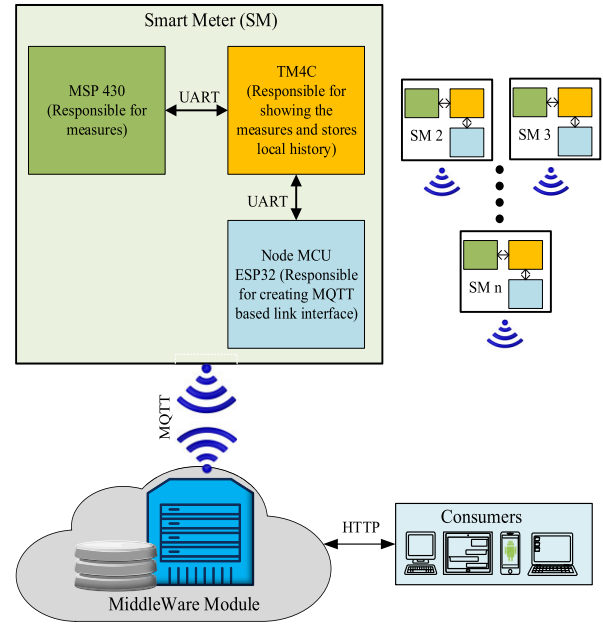 Smart Meter (SM)
MSP 430
(Responsible for
measures)
UART
TM4C
(Responsible for
showing the
measures and stores
local history)
UART
Node MCU
ESP32 (Responsible
for creating MQTT
based link interface)
SM 2
SM 3
SM n
MQTT
MiddleWare Module
HTTP
Consumers